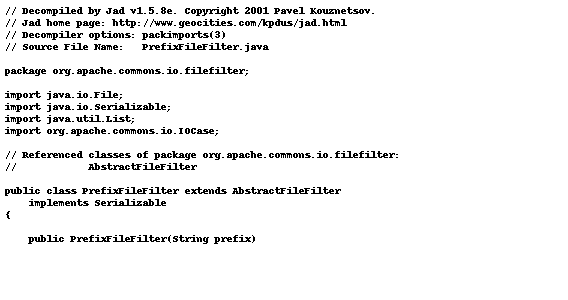 // Decompiled by Jad v1.5.8e. Copyright 2001 Pavel Kouznetsov.
// Jad home page: http://www.geocities.com/kpdus/jad.html
// Decompiler options: packimports(3)
// Source File Name:   PrefixFileFilter.java

package org.apache.commons.io.filefilter;

import java.io.File;
import java.io.Serializable;
import java.util.List;
import org.apache.commons.io.IOCase;

// Referenced classes of package org.apache.commons.io.filefilter:
//            AbstractFileFilter

public class PrefixFileFilter extends AbstractFileFilter
    implements Serializable
{

    public PrefixFileFilter(String prefix)